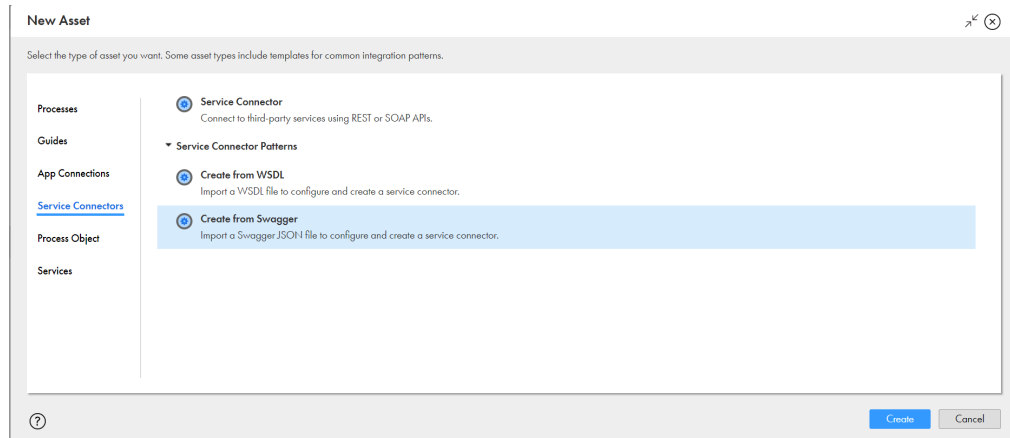 New Asset
Select the type of asset you want. Some asset types include templates for common integration patterns.
Processes
Guides
App Connections
Service Connectors
Process Object
Services
Service Connector
Connect to third-party services using REST or SOAP APIs.
Service Connector Patterns
Create from WSDL
Import a WSDL file to configure and create a service connector.
Create from Swagger
Import a Swagger JSON file to configure and create a service connector.
?
Create
Cancel